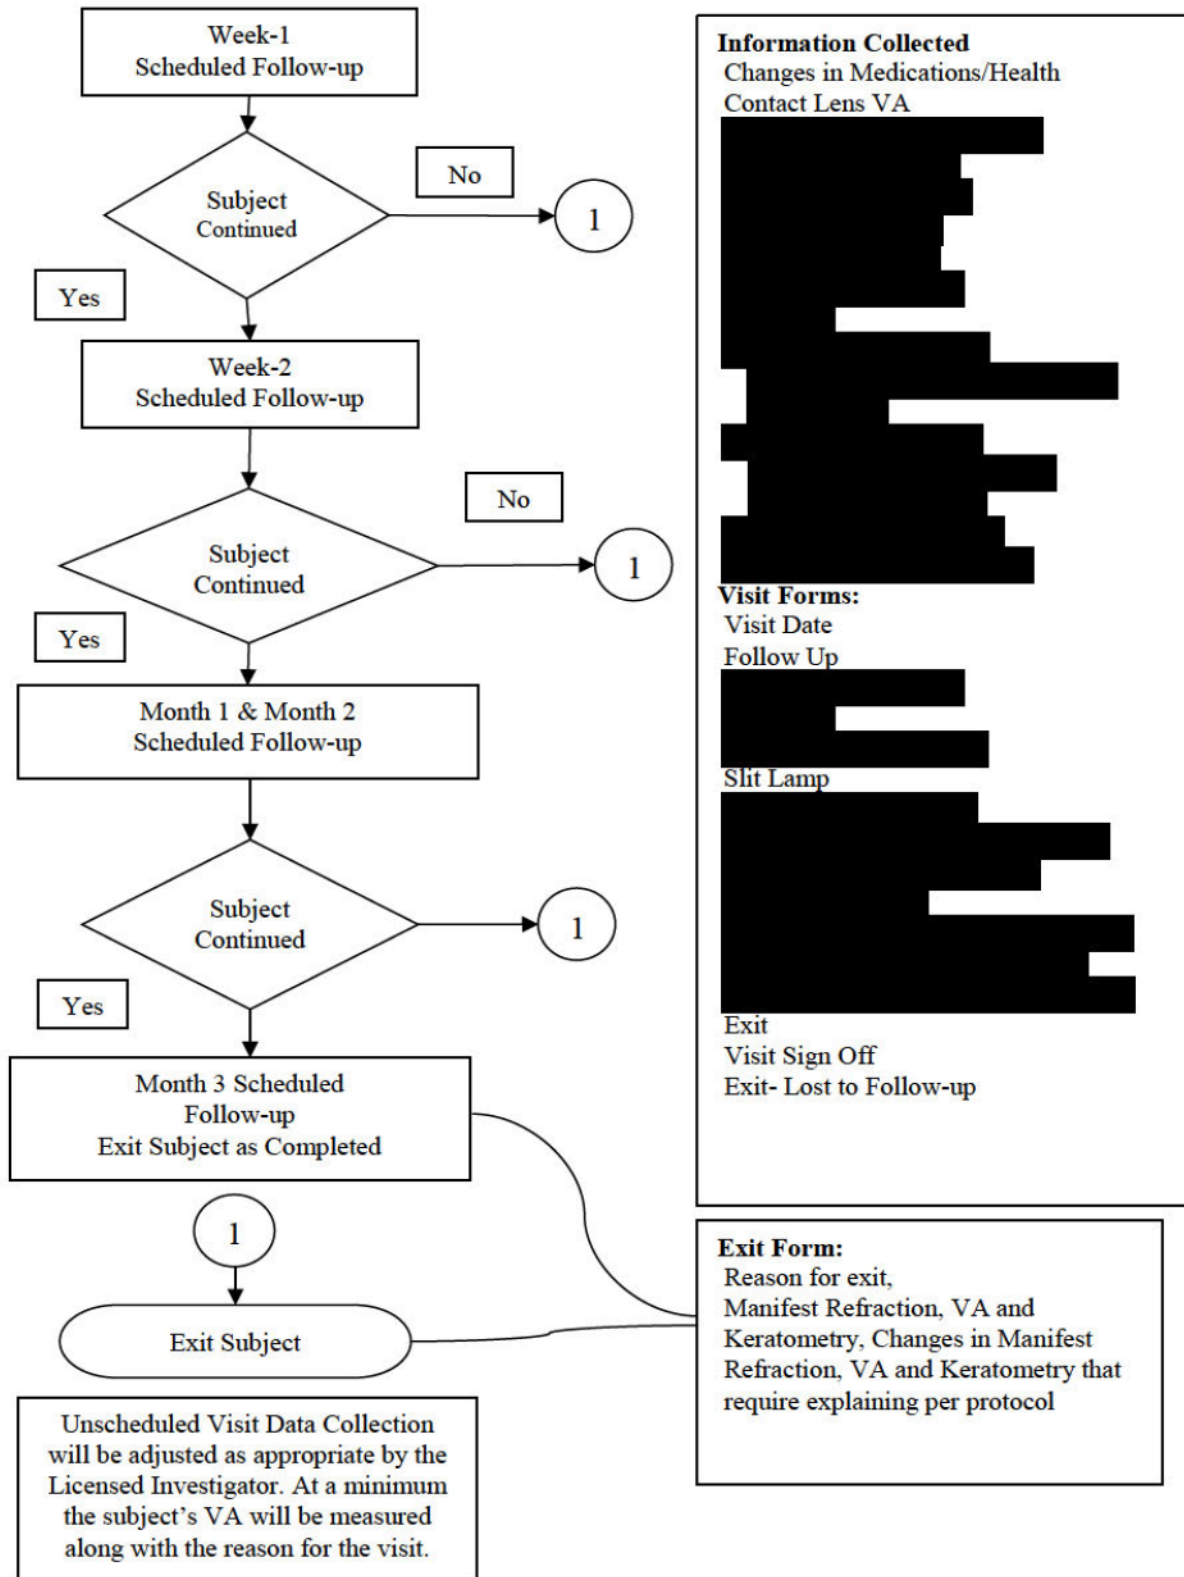 Week-1
Scheduled Follow-up
Subject
Continued
No
1
Yes
Week-2
Scheduled Follow-up
Subject
Continued
No
1
Yes
Month 1 & Month 2
Scheduled Follow-up
Subject
Continued
1
Yes
Month 3 Scheduled
Follow-up
Exit Subject as Completed
1
Exit Subject
Unscheduled Visit Data Collection
will be adjusted as appropriate by the
Licensed Investigator. At a minimum
the subject's VA will be measured
along with the reason for the visit.
Information Collected
Changes in Medications/Health
Contact Lens VA
Visit Forms:
Visit Date
Follow Up
Slit Lamp
Exit
Visit Sign Off
Exit- Lost to Follow-up
Exit Form:
Reason for exit,
Manifest Refraction, VA and
Keratometry, Changes in Manifest
Refraction, VA and Keratometry that
require explaining per protocol